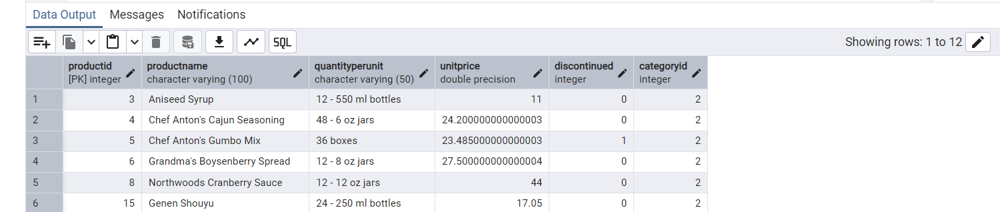 Data Output Messages Notifications
SQL Showing rows: 1 to 12
productid productname quantityperunit unitprice discontinued categoryid
[PK] integer character varying (100) character varying (50) double precision integer integer
1 3 Aniseed Syrup 12 - 550 ml bottles 11 0 2
2 4 Chef Anton's Cajun Seasoning 48 - 6 oz jars 24.200000000000003 0 2
3 5 Chef Anton's Gumbo Mix 36 boxes 23.485000000000003 1 2
4 6 Grandma's Boysenberry Spread 12 - 8 oz jars 27.500000000000004 0 2
5 8 Northwoods Cranberry Sauce 12 - 12 oz jars 44 0 2
6 15 Genen Shouyu 24 - 250 ml bottles 17.05 0 2